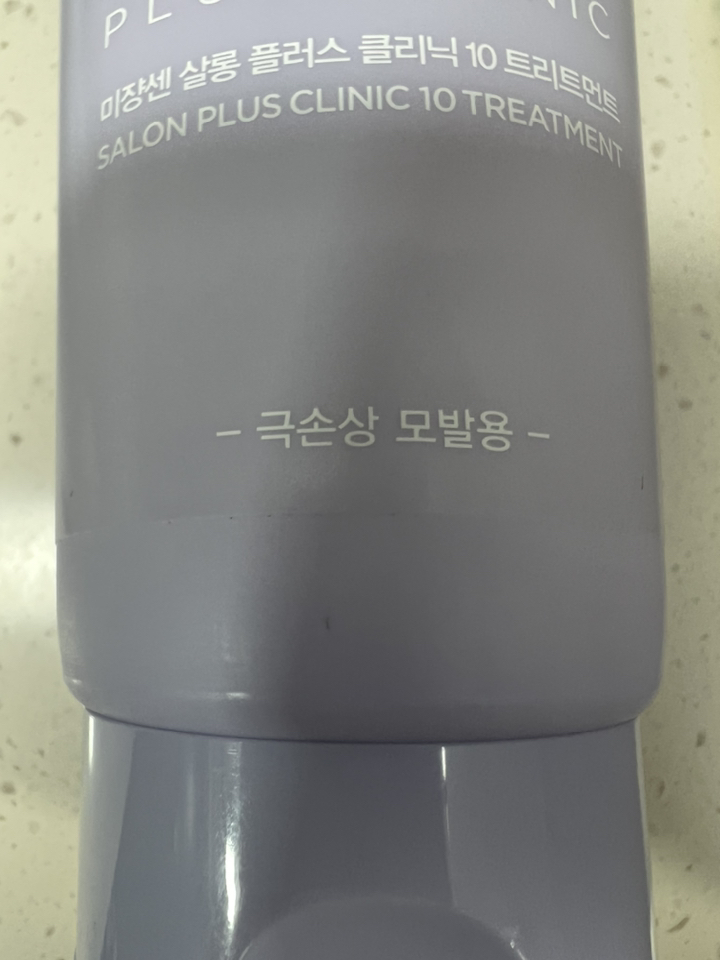 미쟝센 살롱 플러스 클리닉 10 트리트먼트
SALON PLUS CLINIC 10 TREATMENT
– 극손상 모발용 –